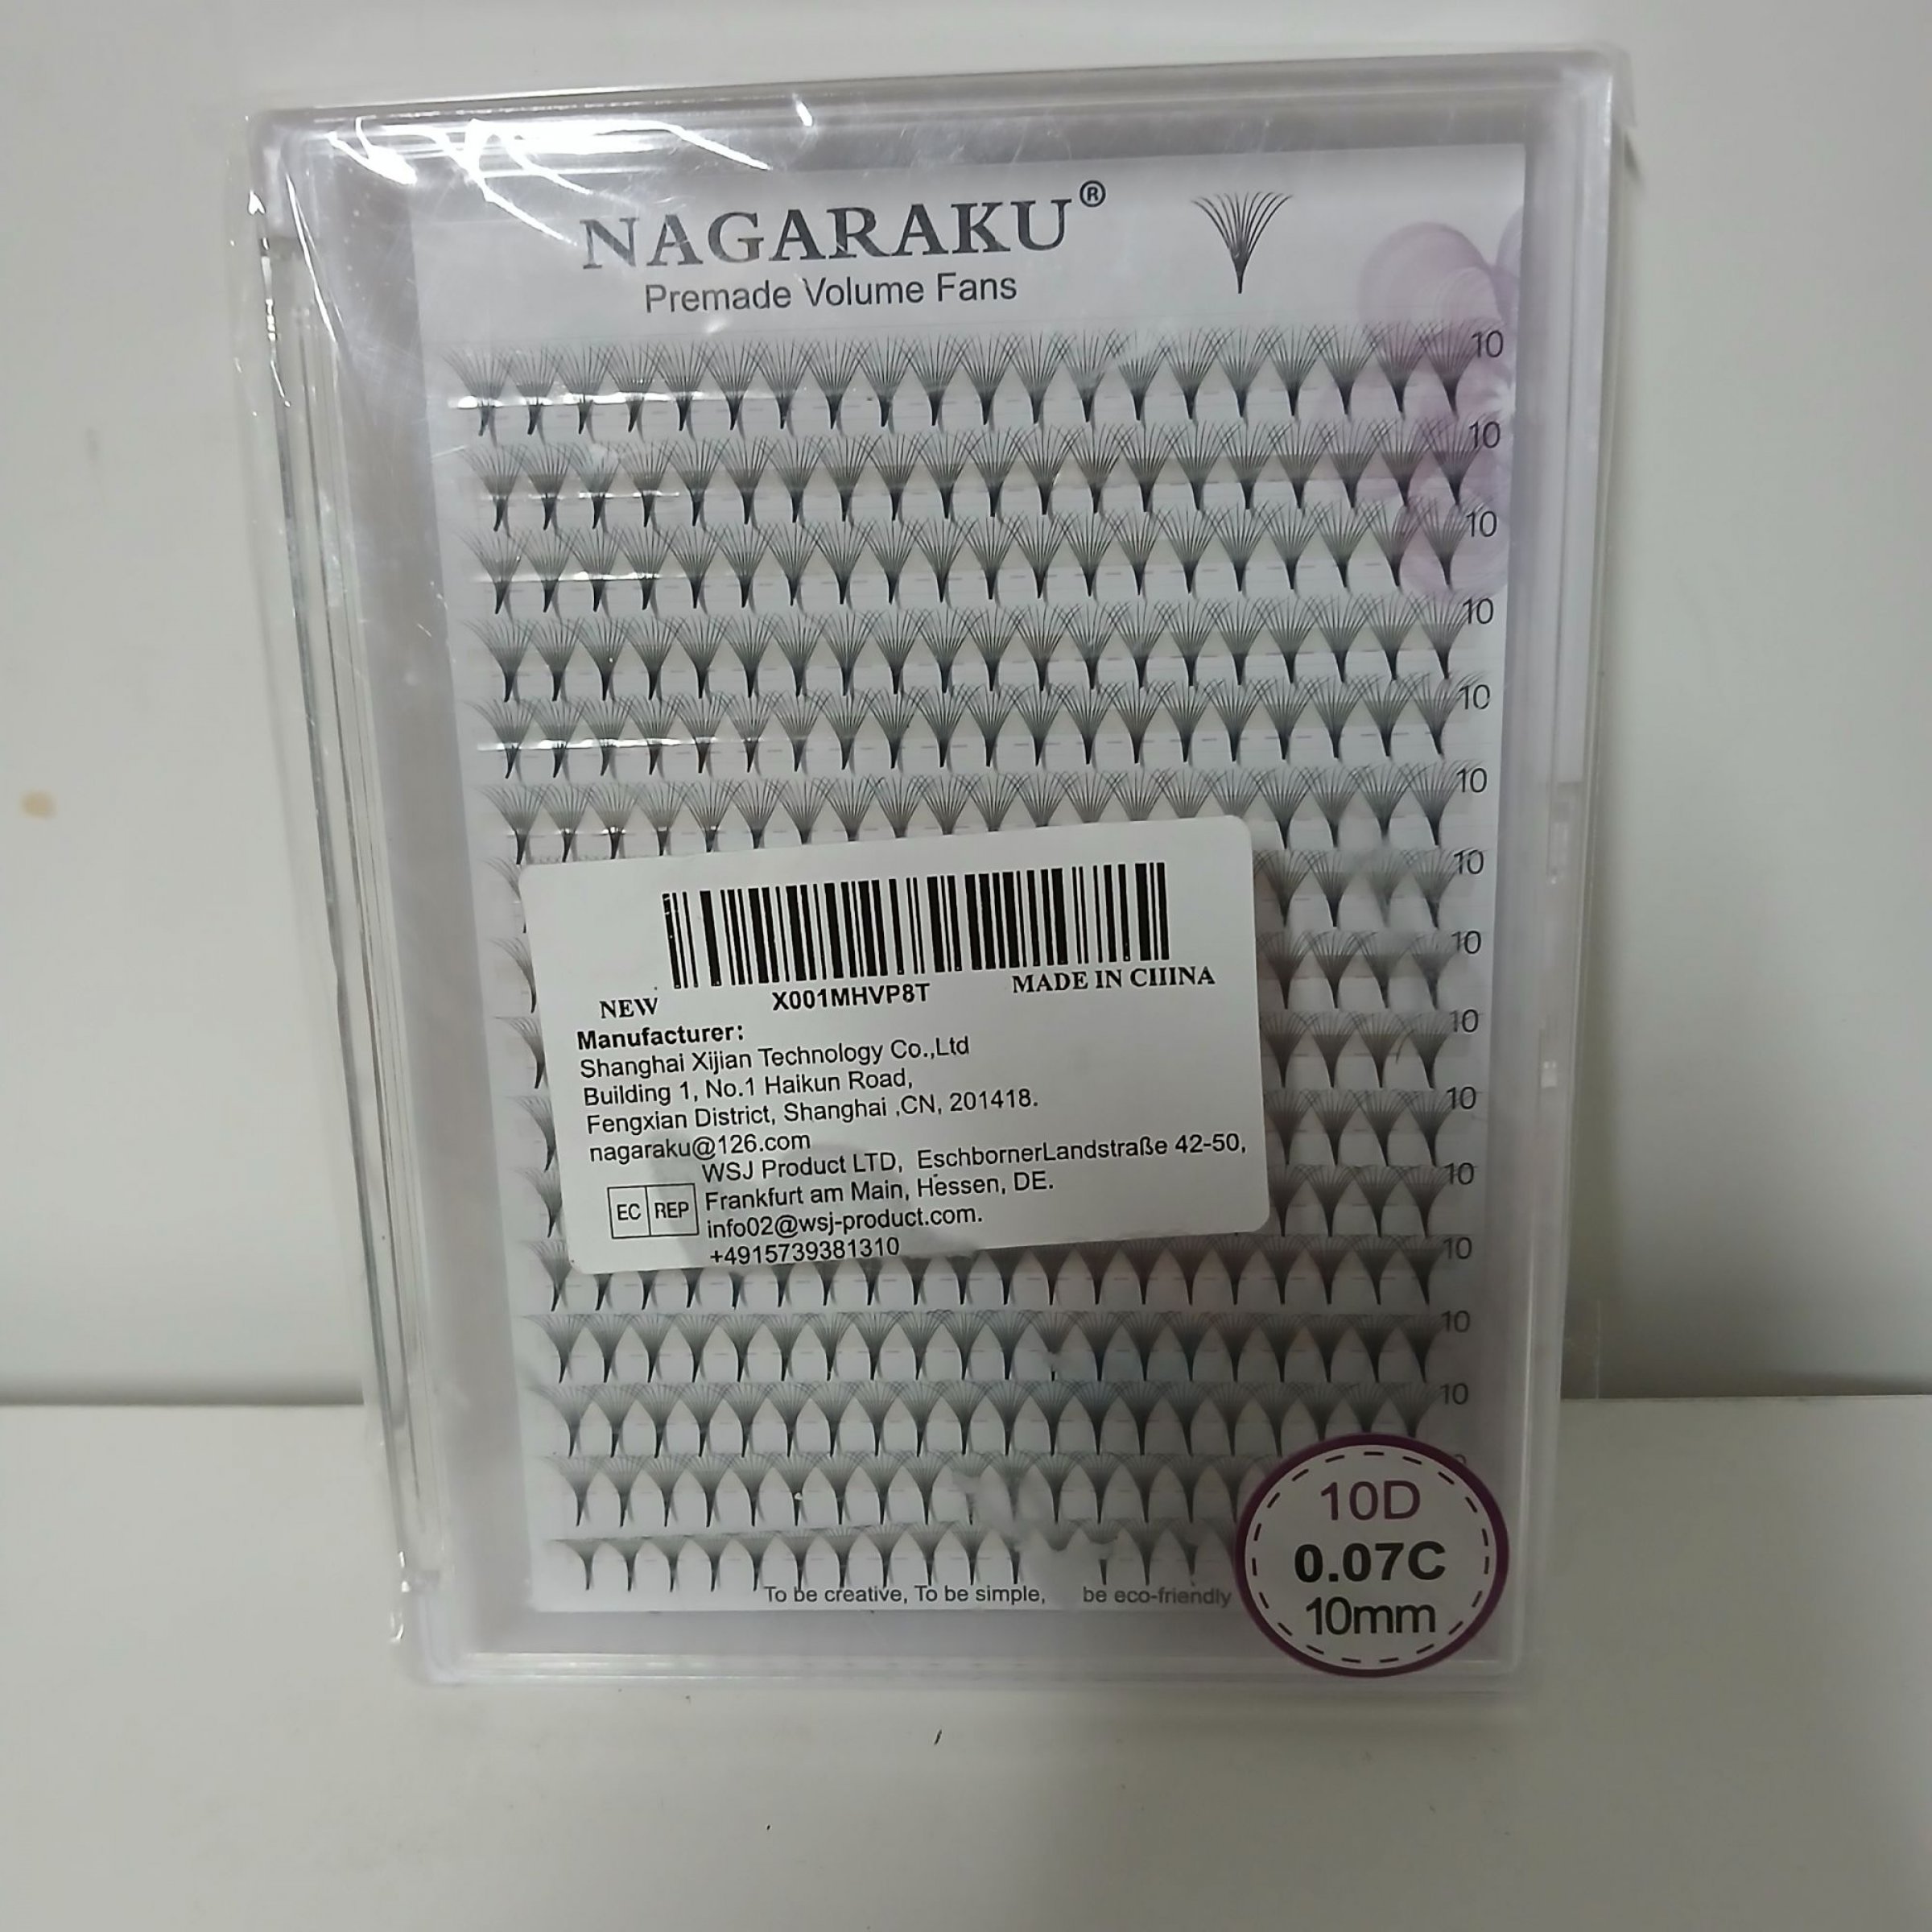 NAGARAKU®
Premade Volume Fans
10
10
10
10
10
10
10
10
10
10
10
10
10
10
NEW X001MHVP8T MADE IN CHINA
Manufacturer:
Shanghai Xijian Technology Co.,Ltd
Building 1, No.1 Haikun Road,
Fengxian District, Shanghai ,CN, 201418.
nagaraku@126.com
EC REP
WSJ Product LTD, EschbornerLandstraße 42-50,
Frankfurt am Main, Hessen, DE.
info02@wsj-product.com.
+4915739381310
To be creative, To be simple, be eco-friendly
10D
0.07C
10mm